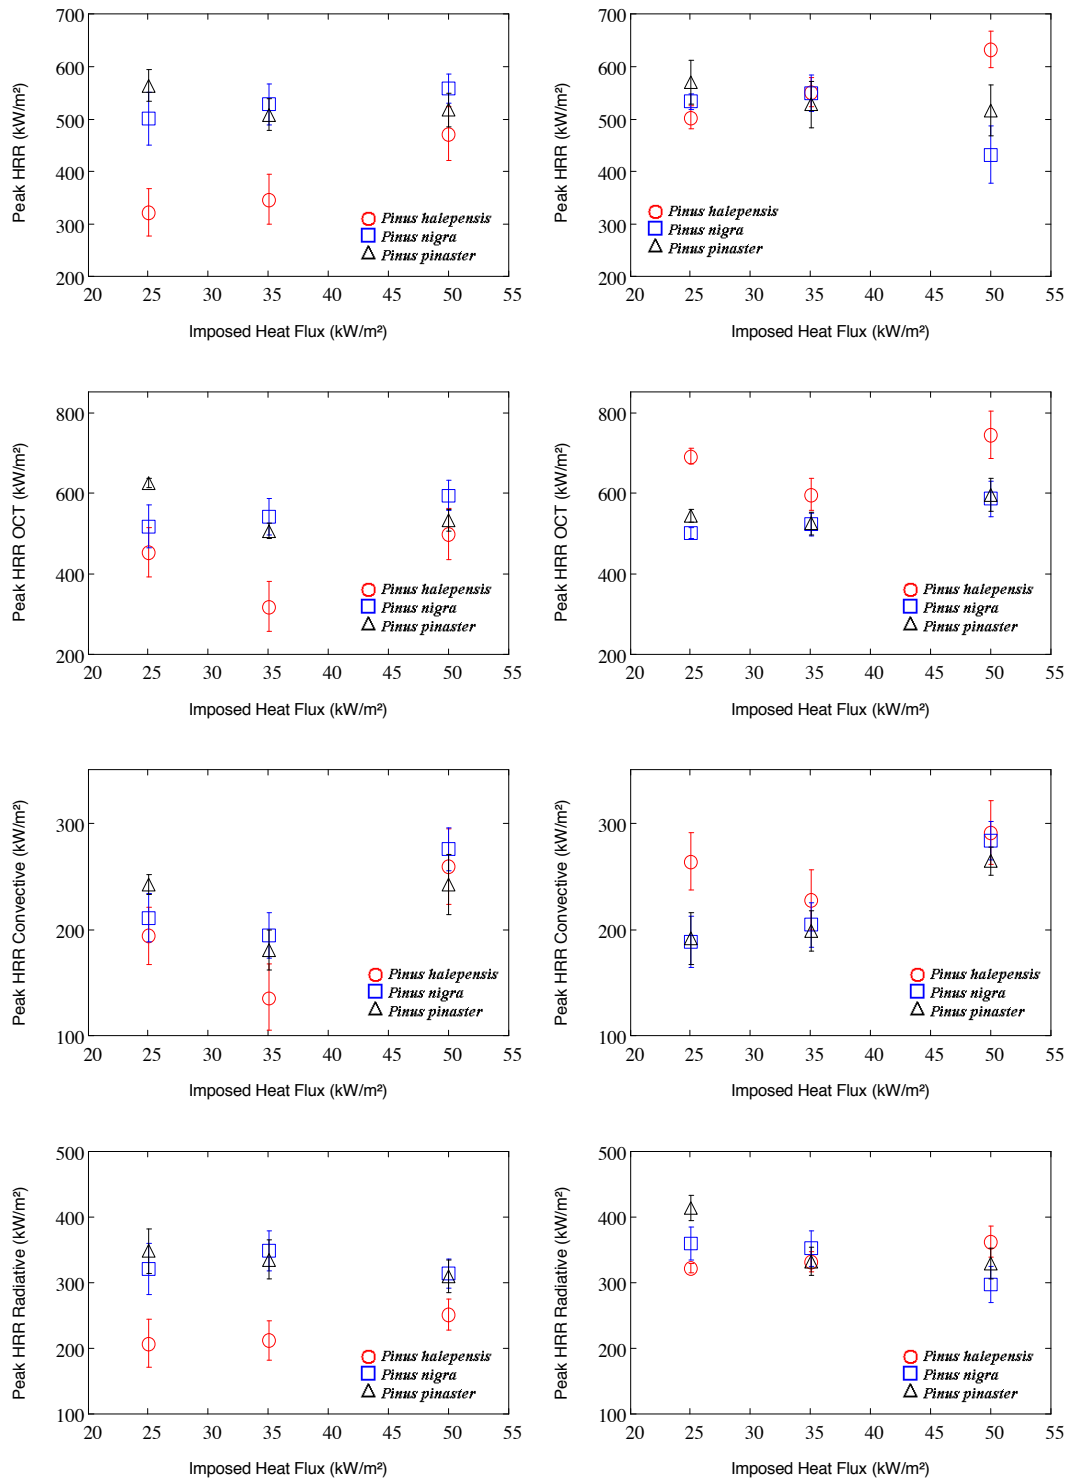 700
600
500
400
300
200
20 25 30 35 40 45 50 55
Peak HRR (kW/m²)
Imposed Heat Flux (kW/m²)
Pinus halepensis
Pinus nigra
Pinus pinaster
700
600
500
400
300
200
20 25 30 35 40 45 50 55
Peak HRR (kW/m²)
Imposed Heat Flux (kW/m²)
Pinus halepensis
Pinus nigra
Pinus pinaster
800
600
400
200
20 25 30 35 40 45 50 55
Peak HRR OCT (kW/m²)
Imposed Heat Flux (kW/m²)
Pinus halepensis
Pinus nigra
Pinus pinaster
800
600
400
200
20 25 30 35 40 45 50 55
Peak HRR OCT (kW/m²)
Imposed Heat Flux (kW/m²)
Pinus halepensis
Pinus nigra
Pinus pinaster
300
200
100
20 25 30 35 40 45 50 55
Peak HRR Convective (kW/m²)
Imposed Heat Flux (kW/m²)
Pinus halepensis
Pinus nigra
Pinus pinaster
300
200
100
20 25 30 35 40 45 50 55
Peak HRR Convective (kW/m²)
Imposed Heat Flux (kW/m²)
Pinus halepensis
Pinus nigra
Pinus pinaster
500
400
300
200
100
20 25 30 35 40 45 50 55
Peak HRR Radiative (kW/m²)
Imposed Heat Flux (kW/m²)
Pinus halepensis
Pinus nigra
Pinus pinaster
500
400
300
200
100
20 25 30 35 40 45 50 55
Peak HRR Radiative (kW/m²)
Imposed Heat Flux (kW/m²)
Pinus halepensis
Pinus nigra
Pinus pinaster